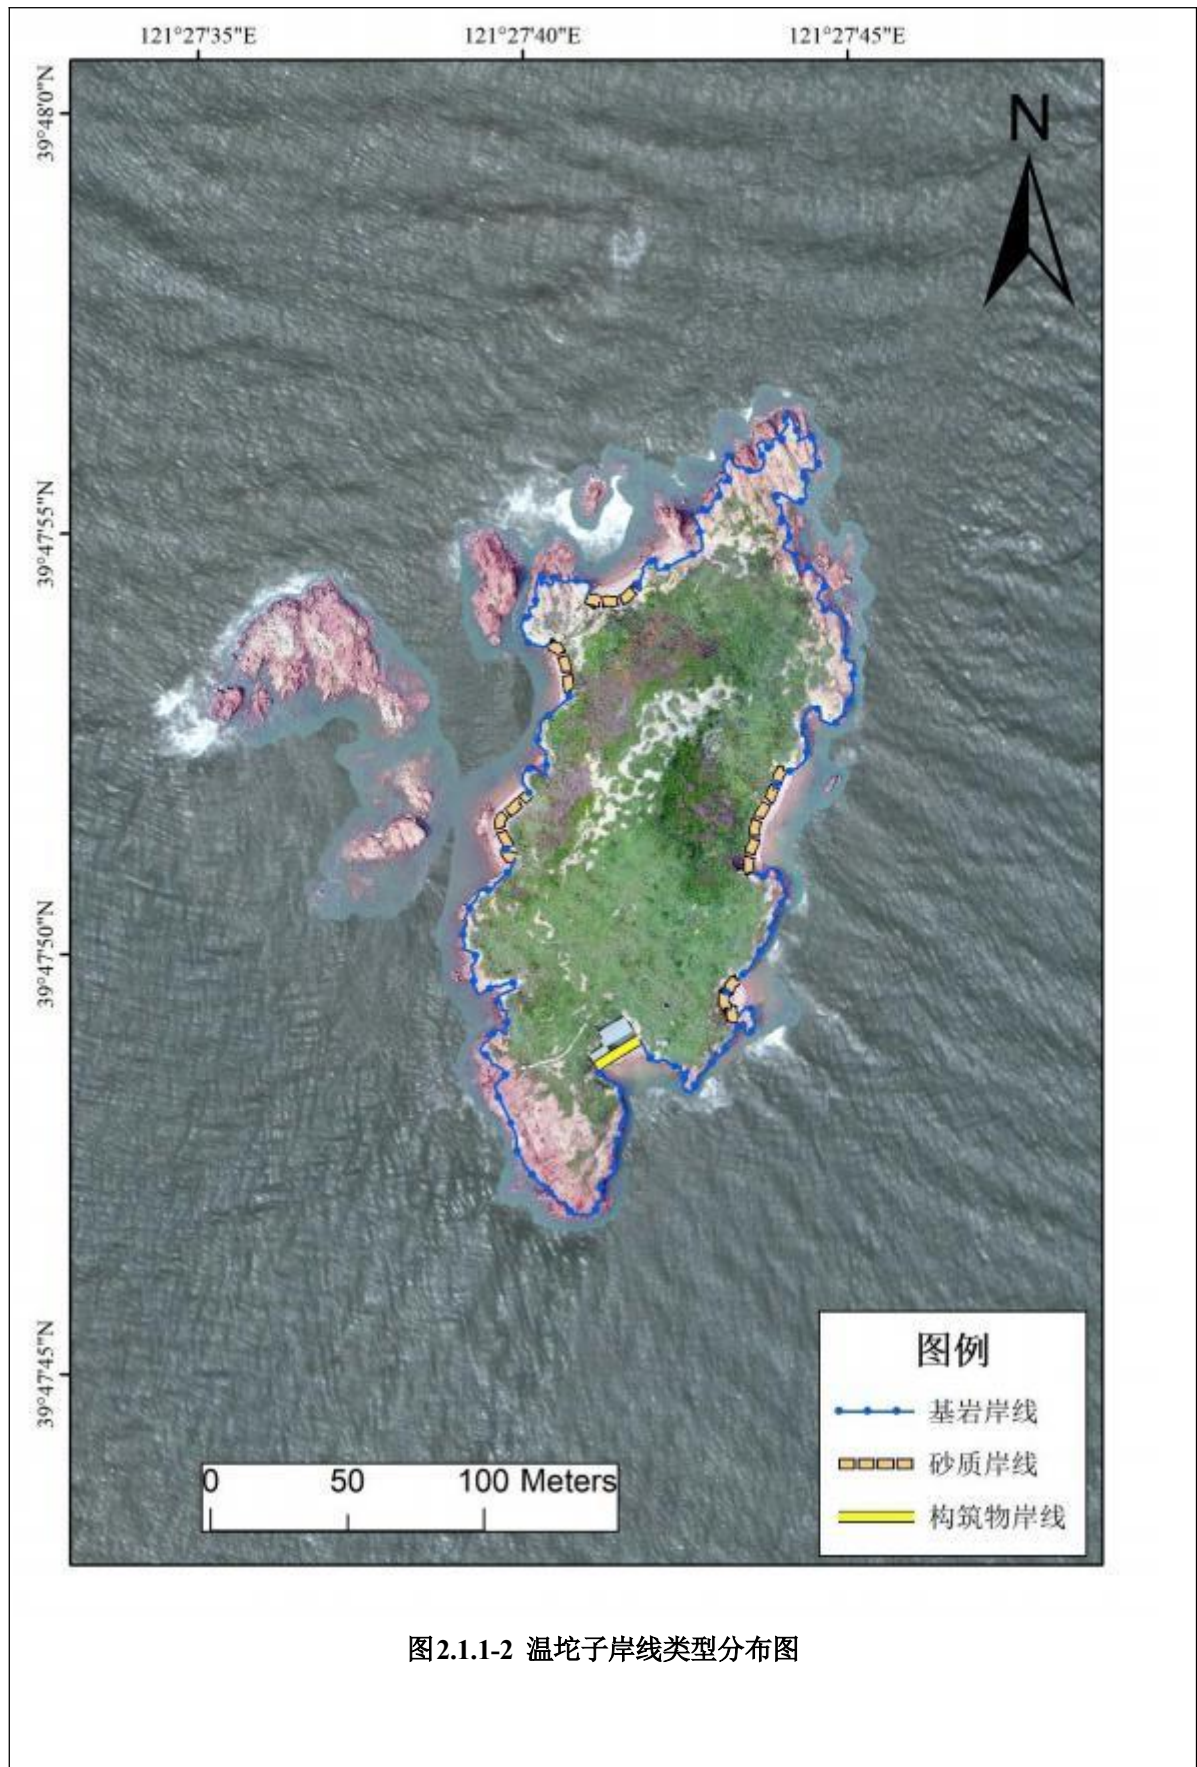 121°27'35"E
121°27'40"E
121°27'45"E
39°48'0"N
N
39°47'55"N
39°47'50"N
39°47'45"N
图例
基岩岸线
砂质岸线
构筑物岸线
0 50 100 Meters
图2.1.1-2 温坨子岸线类型分布图